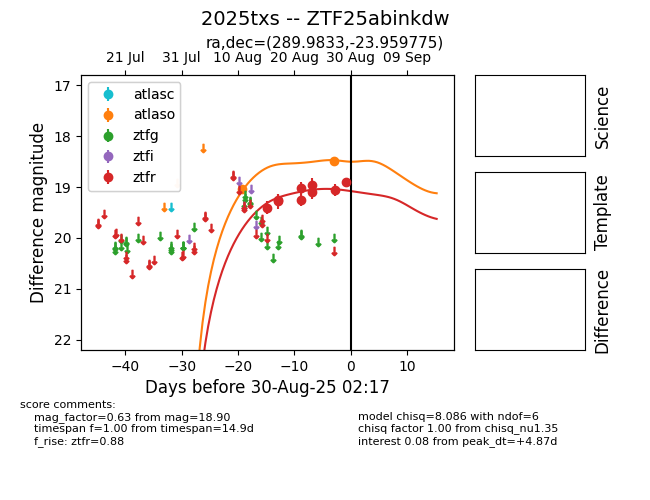 2025txs -- ZTF25abinkdw
ra,dec=(289.9833,-23.959775)
21 Jul 31 Jul 10 Aug 20 Aug 30 Aug 09 Sep
atlasc
atlaso
ztfg
ztfi
ztfr
17
18
19
20
21
22
Difference magnitude
−40 −30 −20 −10 0 10
Days before 30-Aug-25 02:17
Science
Template
Difference
score comments:
mag_factor=0.63 from mag=18.90
timespan f=1.00 from timespan=14.9d
f_rise: ztfr=0.88
model chisq=8.086 with ndof=6
chisq factor 1.00 from chisq_nu1.35
interest 0.08 from peak_dt=+4.87d